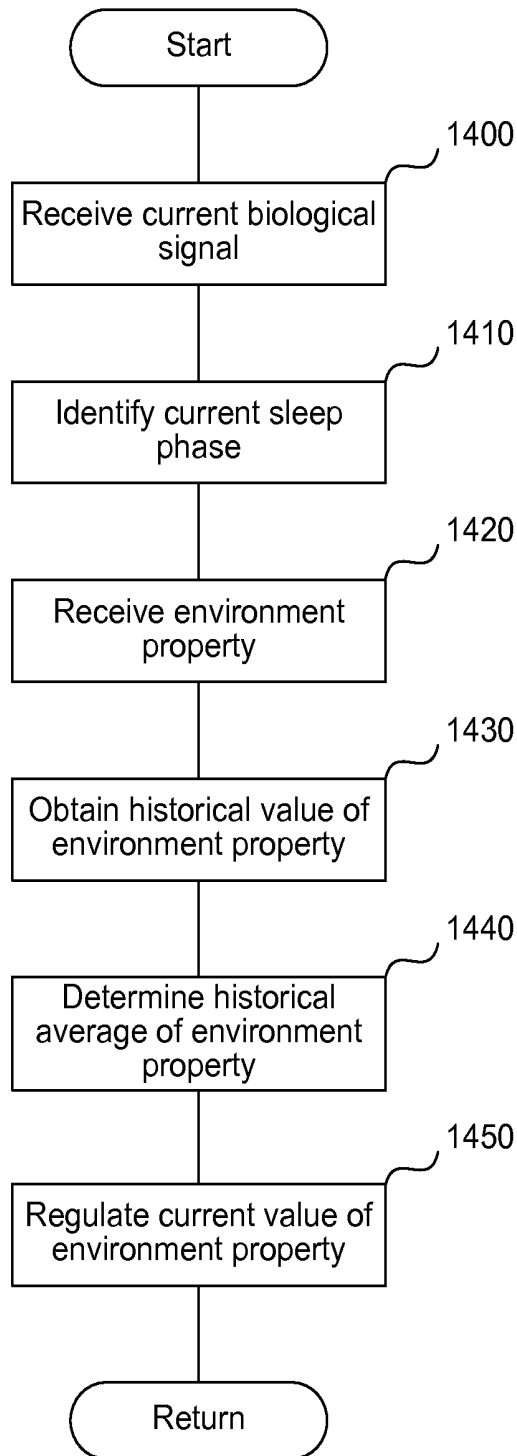 Start
1400
Receive current biological
signal
1410
Identify current sleep
phase
1420
Receive environment
property
1430
Obtain historical value of
environment property
1440
Determine historical
average of environment
property
1450
Regulate current value of
environment property
Return